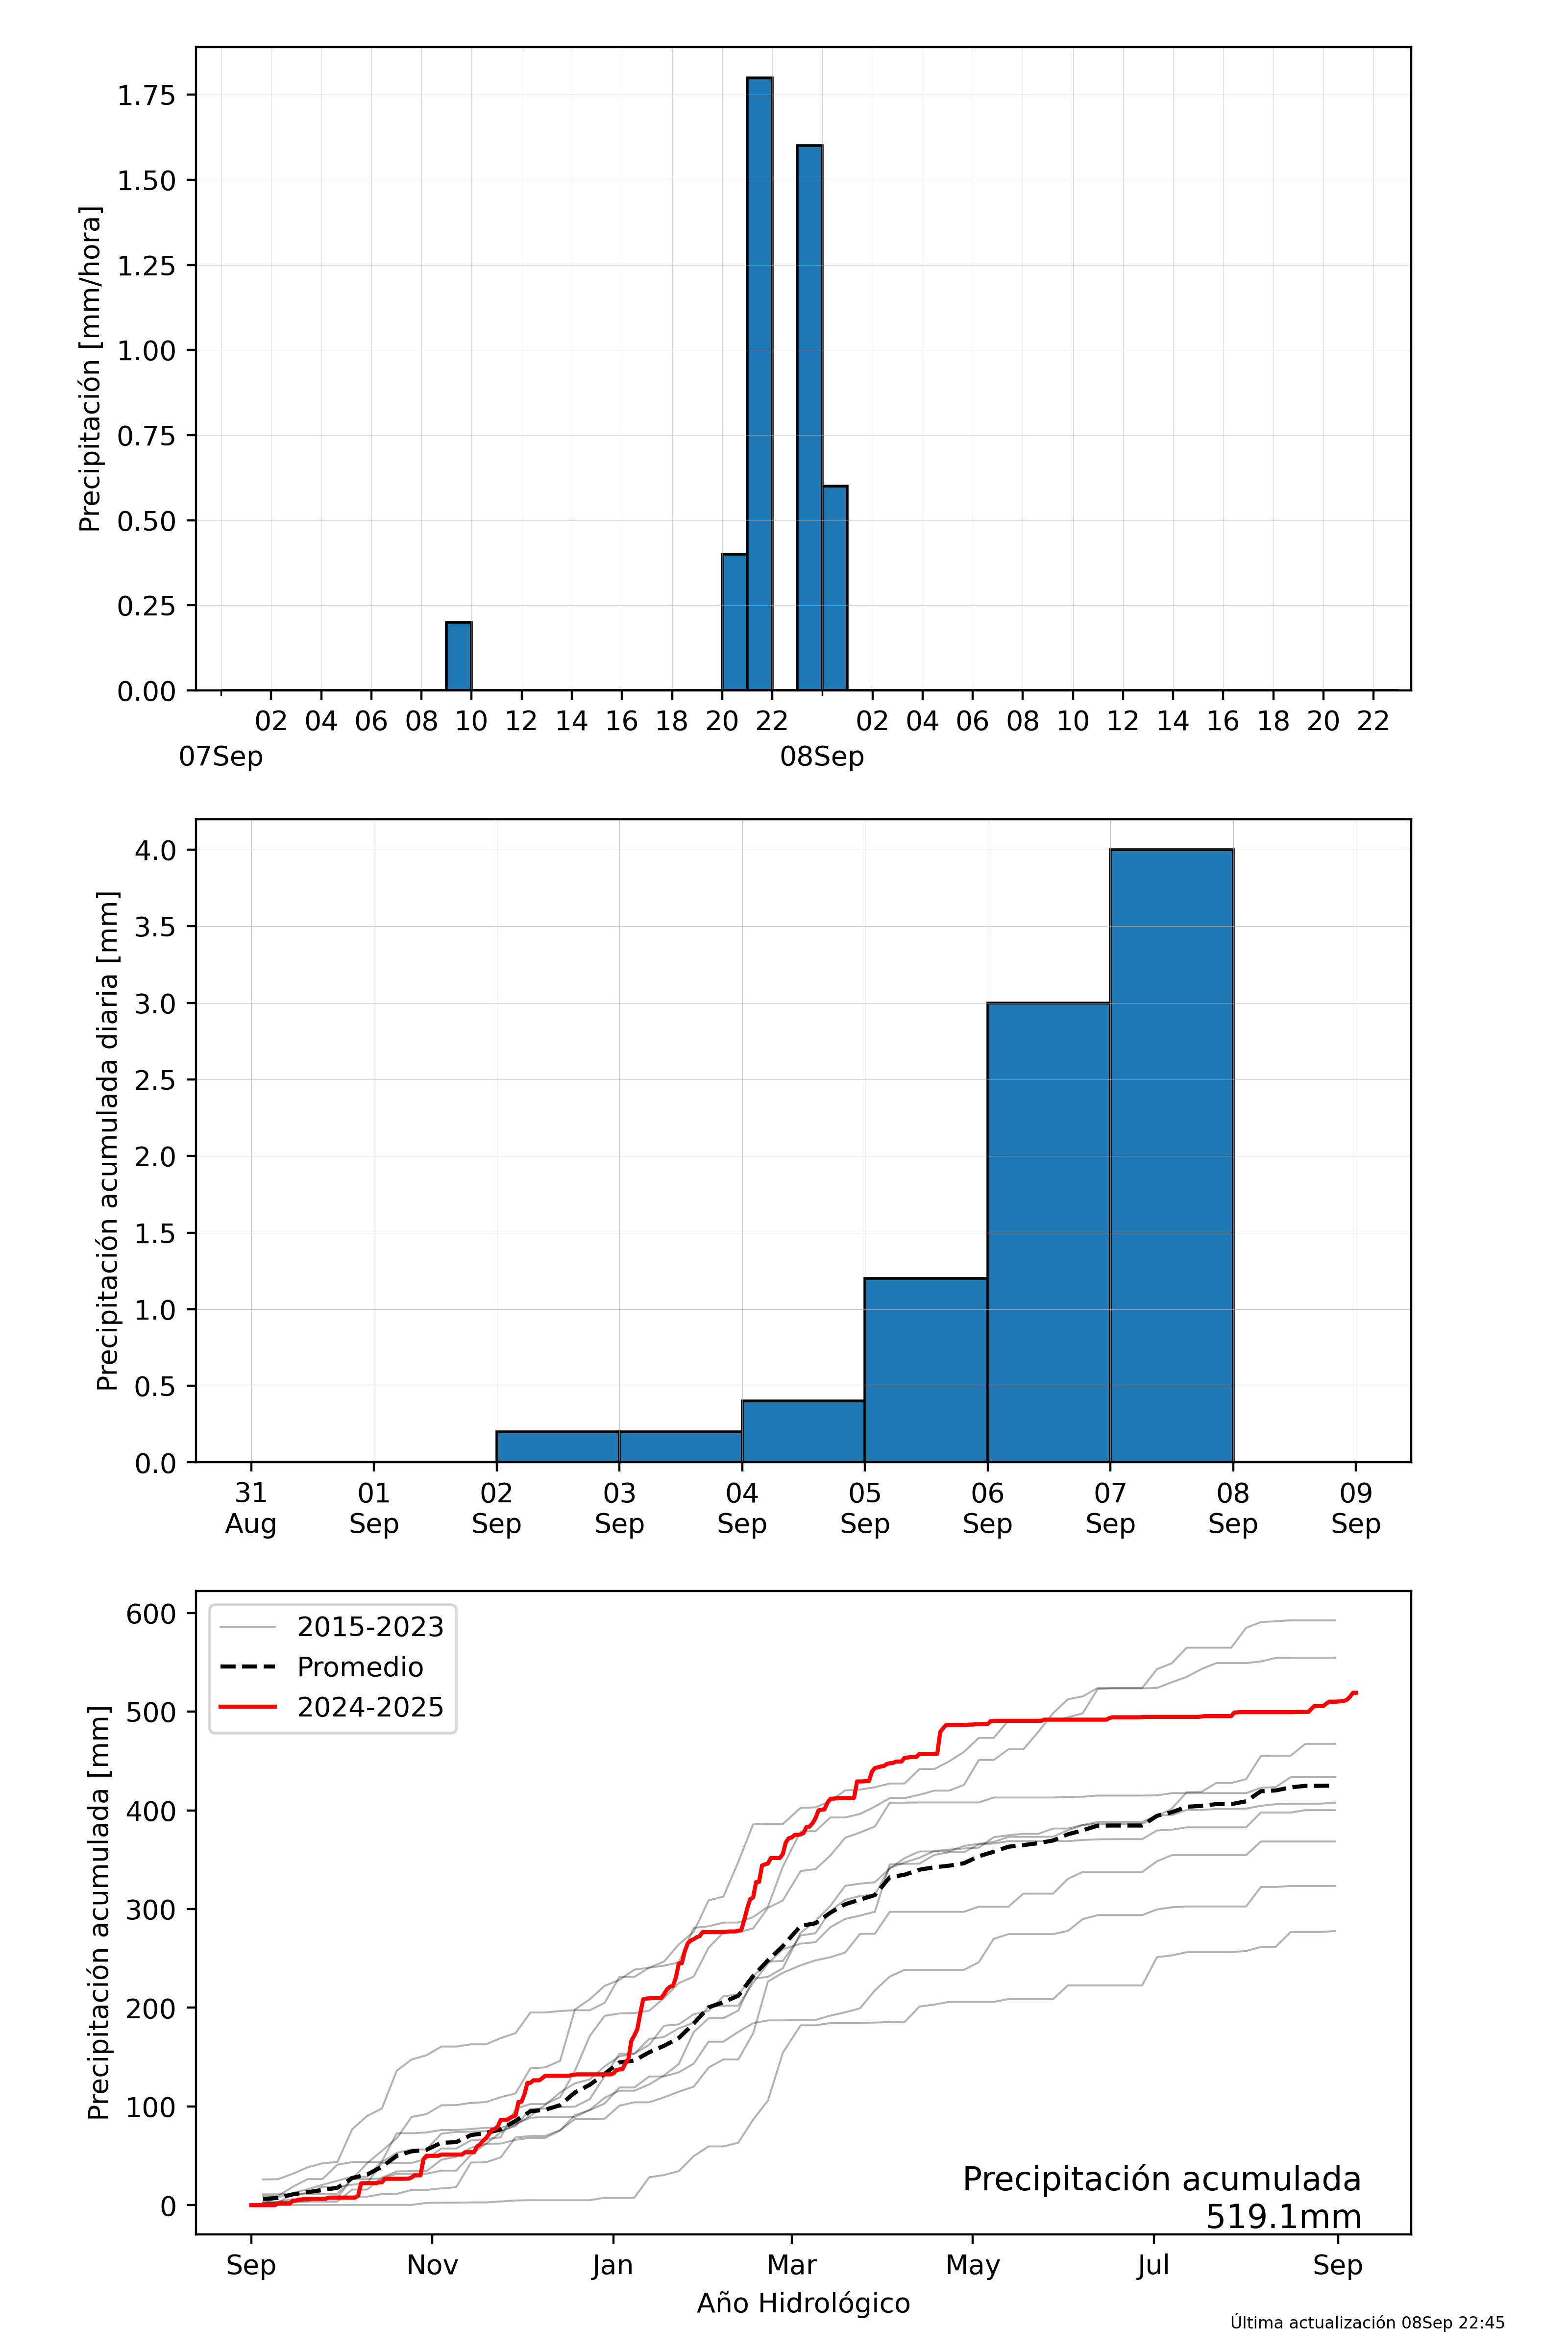 Precipitación [mm/hora]
1.75
1.50
1.25
1.00
0.75
0.50
0.25
0.00
02 04 06 08 10 12 14 16 18 20 22 02 04 06 08 10 12 14 16 18 20 22
07Sep 08Sep
Precipitación acumulada diaria [mm]
4.0
3.5
3.0
2.5
2.0
1.5
1.0
0.5
0.0
31 01 02 03 04 05 06 07 08 09
Aug Sep Sep Sep Sep Sep Sep Sep Sep Sep
Precipitación acumulada [mm]
600
500
400
300
200
100
0
2015-2023
Promedio
2024-2025
Precipitación acumulada
519.1mm
Sep Nov Jan Mar May Jul Sep
Año Hidrológico
Última actualización 08Sep 22:45